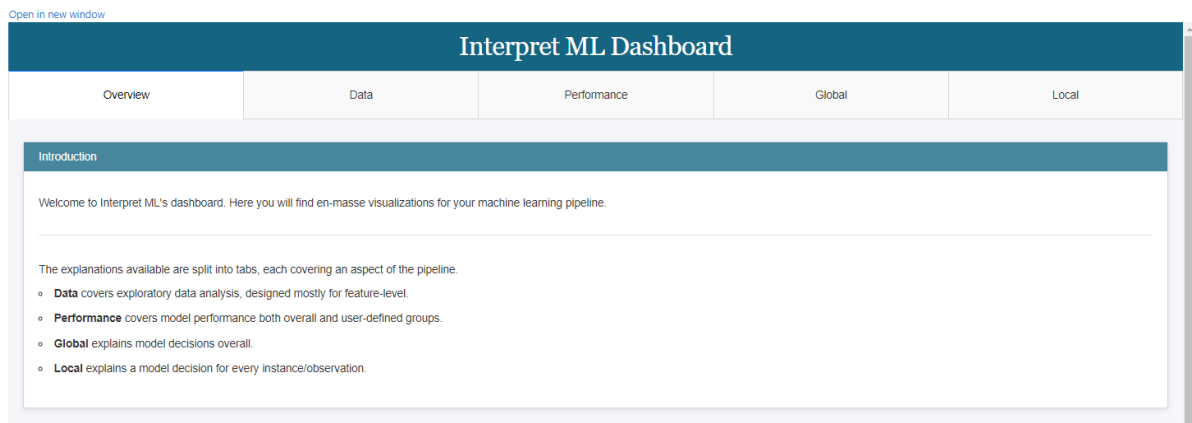 Open in new window
Interpret ML Dashboard
Overview Data Performance Global Local
Introduction
Welcome to Interpret ML's dashboard. Here you will find en-masse visualizations for your machine learning pipeline.
The explanations available are split into tabs, each covering an aspect of the pipeline.
Data covers exploratory data analysis, designed mostly for feature-level.
Performance covers model performance both overall and user-defined groups.
Global explains model decisions overall.
Local explains a model decision for every instance/observation.